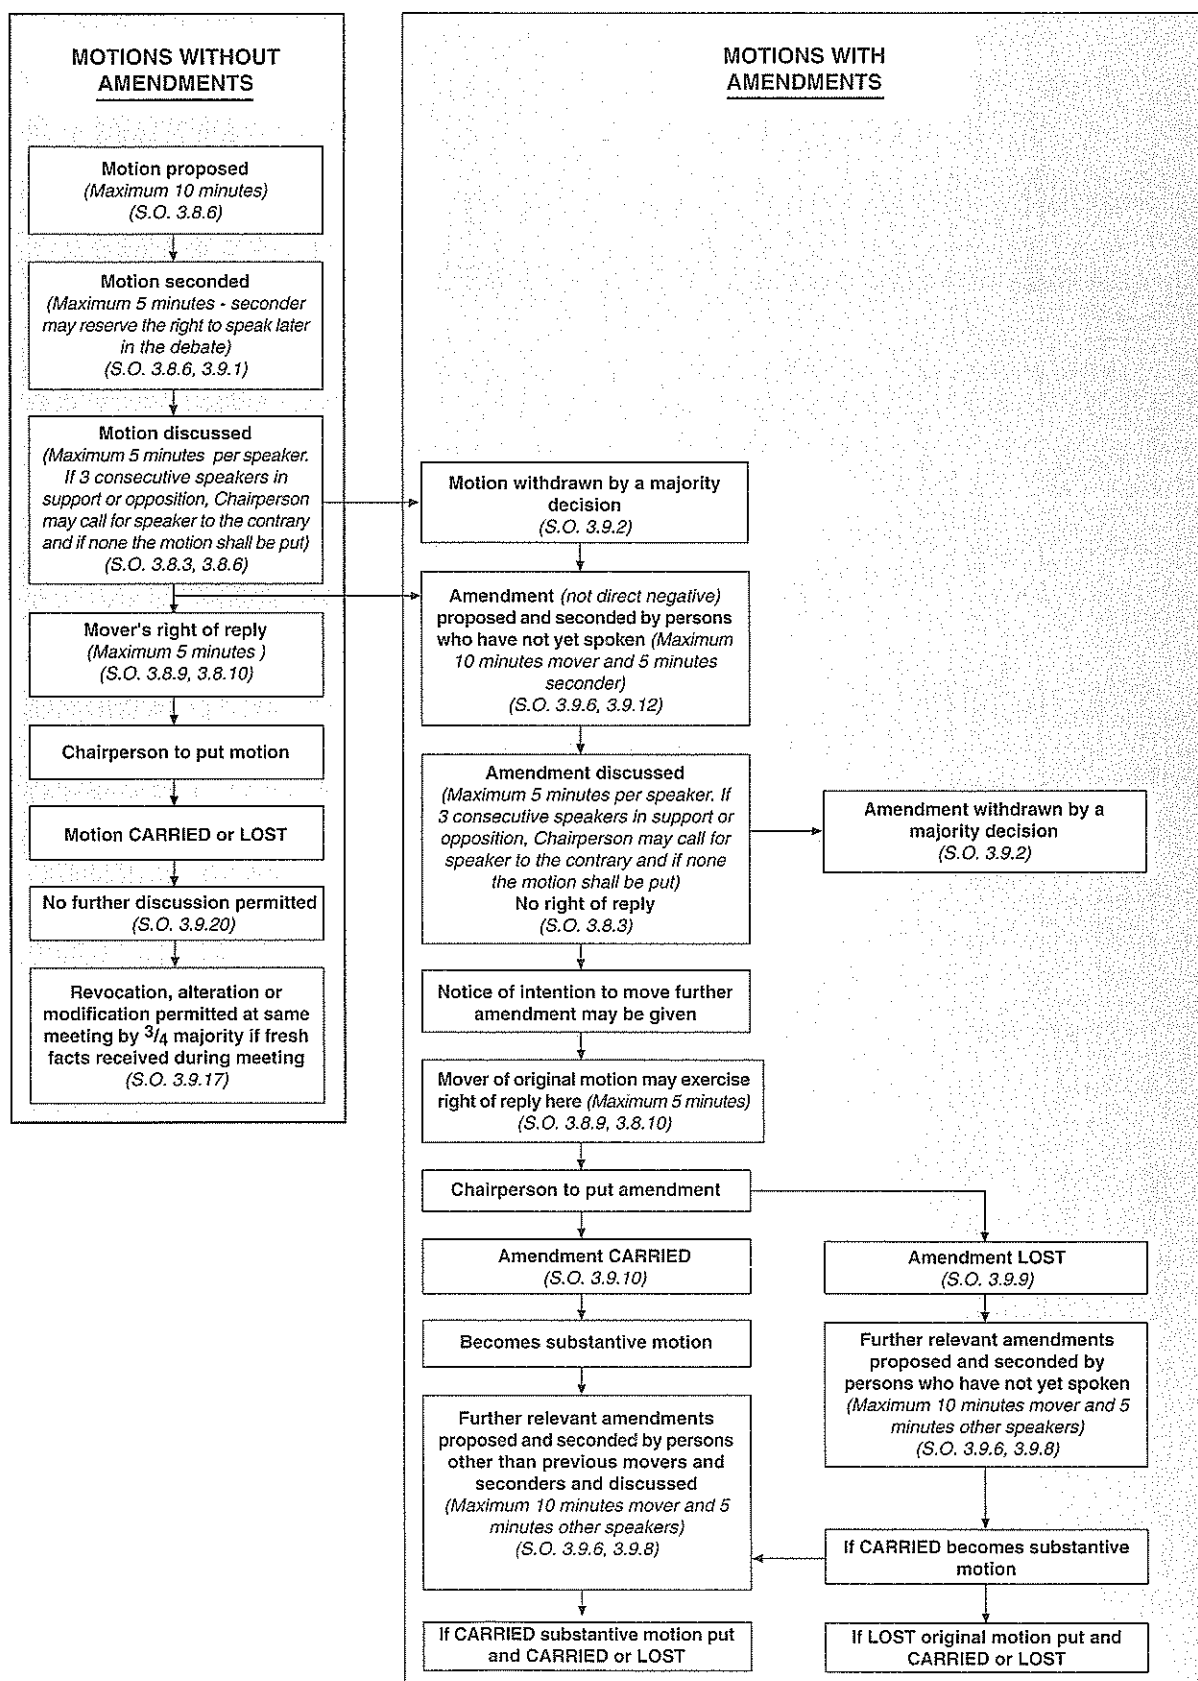 MOTIONS WITHOUT
AMENDMENTS
Motion proposed
(Maximum 10 minutes)
(S.O. 3.8.6)
Motion seconded
(Maximum 5 minutes - seconder
may reserve the right to speak later
in the debate)
(S.O. 3.8.6, 3.9.1)
Motion discussed
(Maximum 5 minutes per speaker.
If 3 consecutive speakers in
support or opposition, Chairperson
may call for speaker to the contrary
and if none the motion shall be put)
(S.O. 3.8.3, 3.8.6)
Mover's right of reply
(Maximum 5 minutes )
(S.O. 3.8.9, 3.8.10)
Chairperson to put motion
Motion CARRIED or LOST
No further discussion permitted
(S.O. 3.9.20)
Revocation, alteration or
modification permitted at same
meeting by 3/4 majority if fresh
facts received during meeting
(S.O. 3.9.17)
MOTIONS WITH
AMENDMENTS
Motion withdrawn by a majority
decision
(S.O. 3.9.2)
Amendment (not direct negative)
proposed and seconded by persons
who have not yet spoken (Maximum
10 minutes mover and 5 minutes
seconder)
(S.O. 3.9.6, 3.9.12)
Amendment discussed
(Maximum 5 minutes per speaker. If
3 consecutive speakers in support or
opposition, Chairperson may call for
speaker to the contrary and if none
the motion shall be put)
No right of reply
(S.O. 3.8.3)
Amendment withdrawn by a
majority decision
(S.O. 3.9.2)
Notice of intention to move further
amendment may be given
Mover of original motion may exercise
right of reply here (Maximum 5 minutes)
(S.O. 3.8.9, 3.8.10)
Chairperson to put amendment
Amendment CARRIED
(S.O. 3.9.10)
Becomes substantive motion
Further relevant amendments
proposed and seconded by persons
other than previous movers and
seconders and discussed
(Maximum 10 minutes mover and 5
minutes other speakers)
(S.O. 3.9.6, 3.9.8)
If CARRIED substantive motion put
and CARRIED or LOST
Amendment LOST
(S.O. 3.9.9)
Further relevant amendments
proposed and seconded by
persons who have not yet spoken
(Maximum 10 minutes mover and 5
minutes other speakers)
(S.O. 3.9.6, 3.9.8)
If CARRIED becomes substantive
motion
If LOST original motion put and
CARRIED or LOST